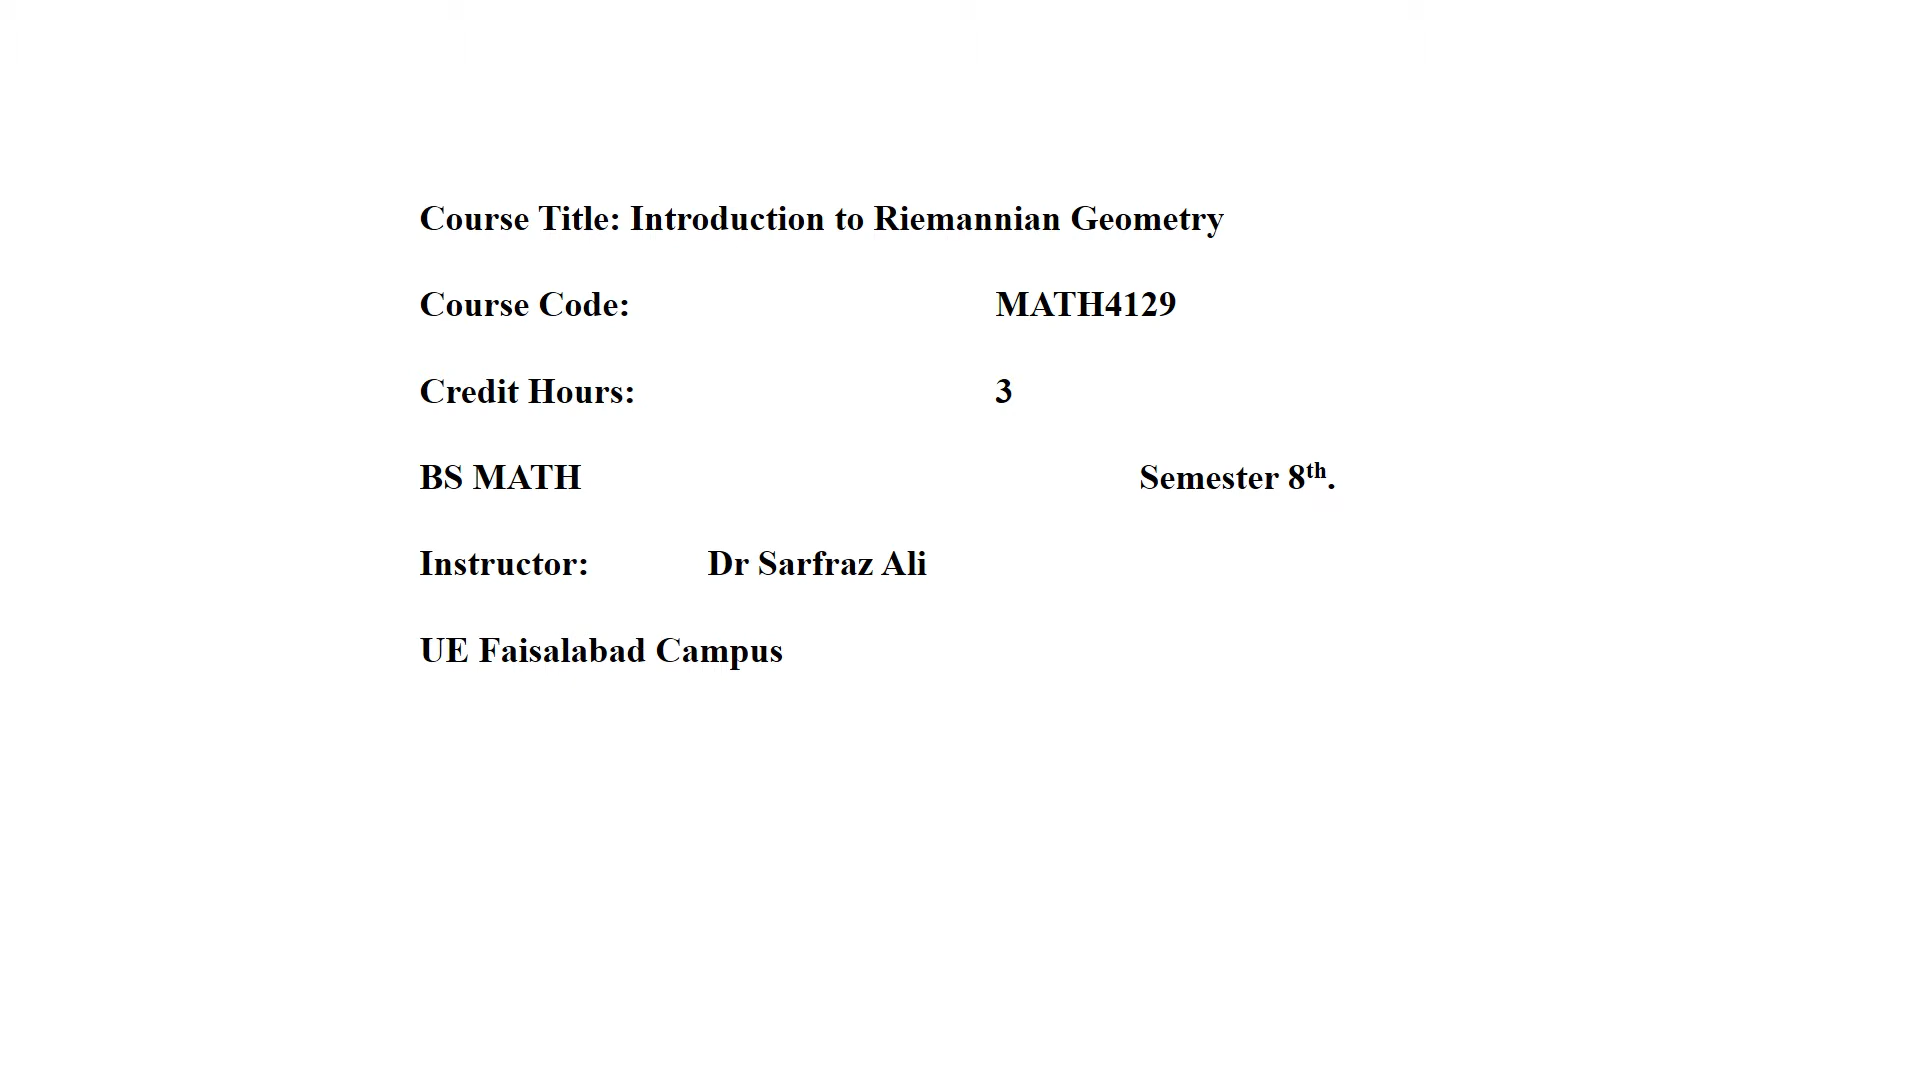 Course Title: Introduction to Riemannian Geometry
Course Code: MATH4129
Credit Hours: 3
BS MATH Semester 8th.
Instructor: Dr Sarfraz Ali
UE Faisalabad Campus